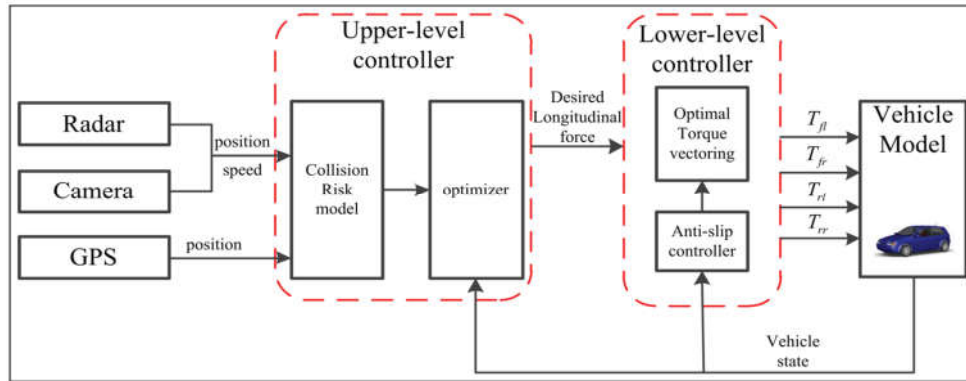 Upper-level
controller
Lower-level
controller
Radar
Camera
GPS
position
speed
position
Collision
Risk
model
optimizer
Desired
Longitudinal
force
Optimal
Torque
vectoring
Anti-slip
controller
T_fl
T_fr
T_rl
T_rr
Vehicle
Model
Vehicle
state